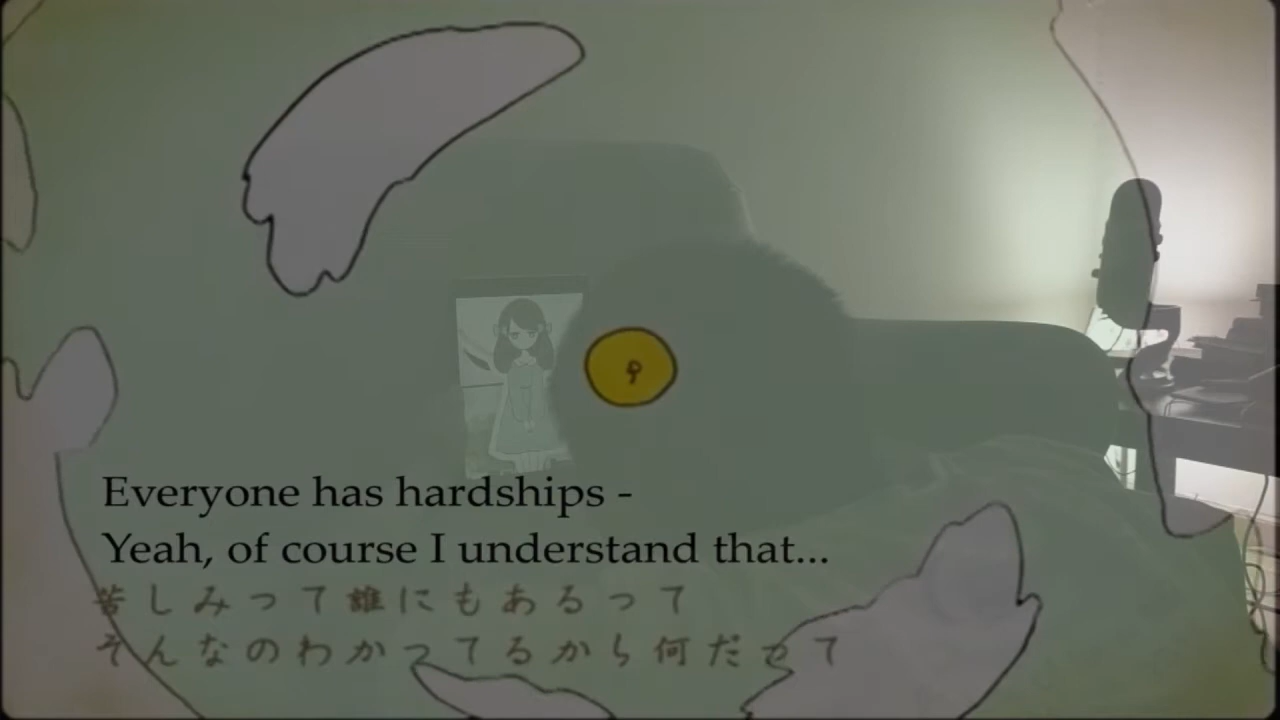 Everyone has hardships -
Yeah, of course I understand that...
苦しみって誰にもあるって
そんなのわかってるから何だって